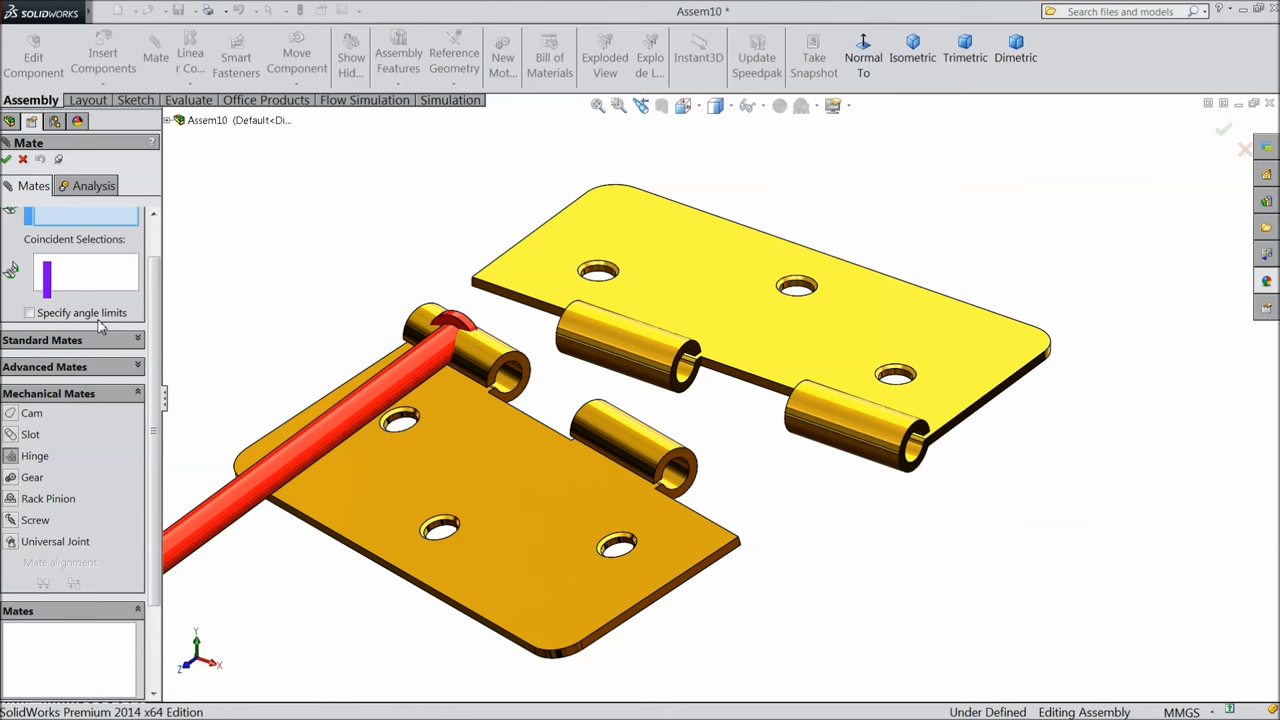 SOLIDWORKS
Assem10 *
Search files and models
Edit Component
Insert Components
Mate
Linea r Co...
Smart Fasteners
Move Component
Show Hid...
Assembly Features
Reference Geometry
New Mot...
Bill of Materials
Exploded View
Explo de L...
Instant3D
Update Speedpak
Take Snapshot
Normal To
Isometric
Trimetric
Dimetric
Assembly
Layout
Sketch
Evaluate
Office Products
Flow Simulation
Simulation
Assem10 (Default<Di...
Mate
?
Mates
Analysis
Coincident Selections:
Specify angle limits
Standard Mates
Advanced Mates
Mechanical Mates
Cam
Slot
Hinge
Gear
Rack Pinion
Screw
Universal Joint
Mate alignment:
Mates
Y
Z
X
SolidWorks Premium 2014 x64 Edition
Under Defined
Editing Assembly
MMGS